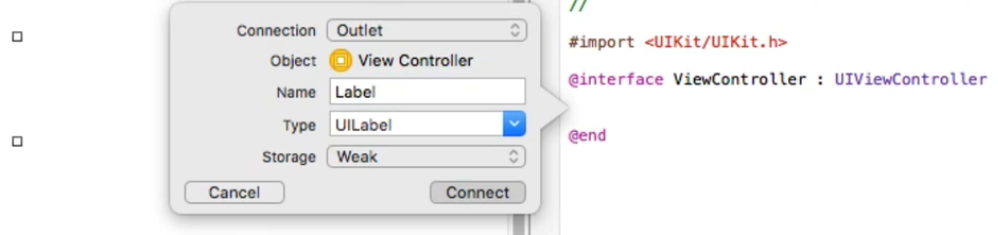 Connection Outlet
Object View Controller
Name Label
Type UILabel
Storage Weak
Cancel Connect
//
#import <UIKit/UIKit.h>
@interface ViewController : UIViewController
@end